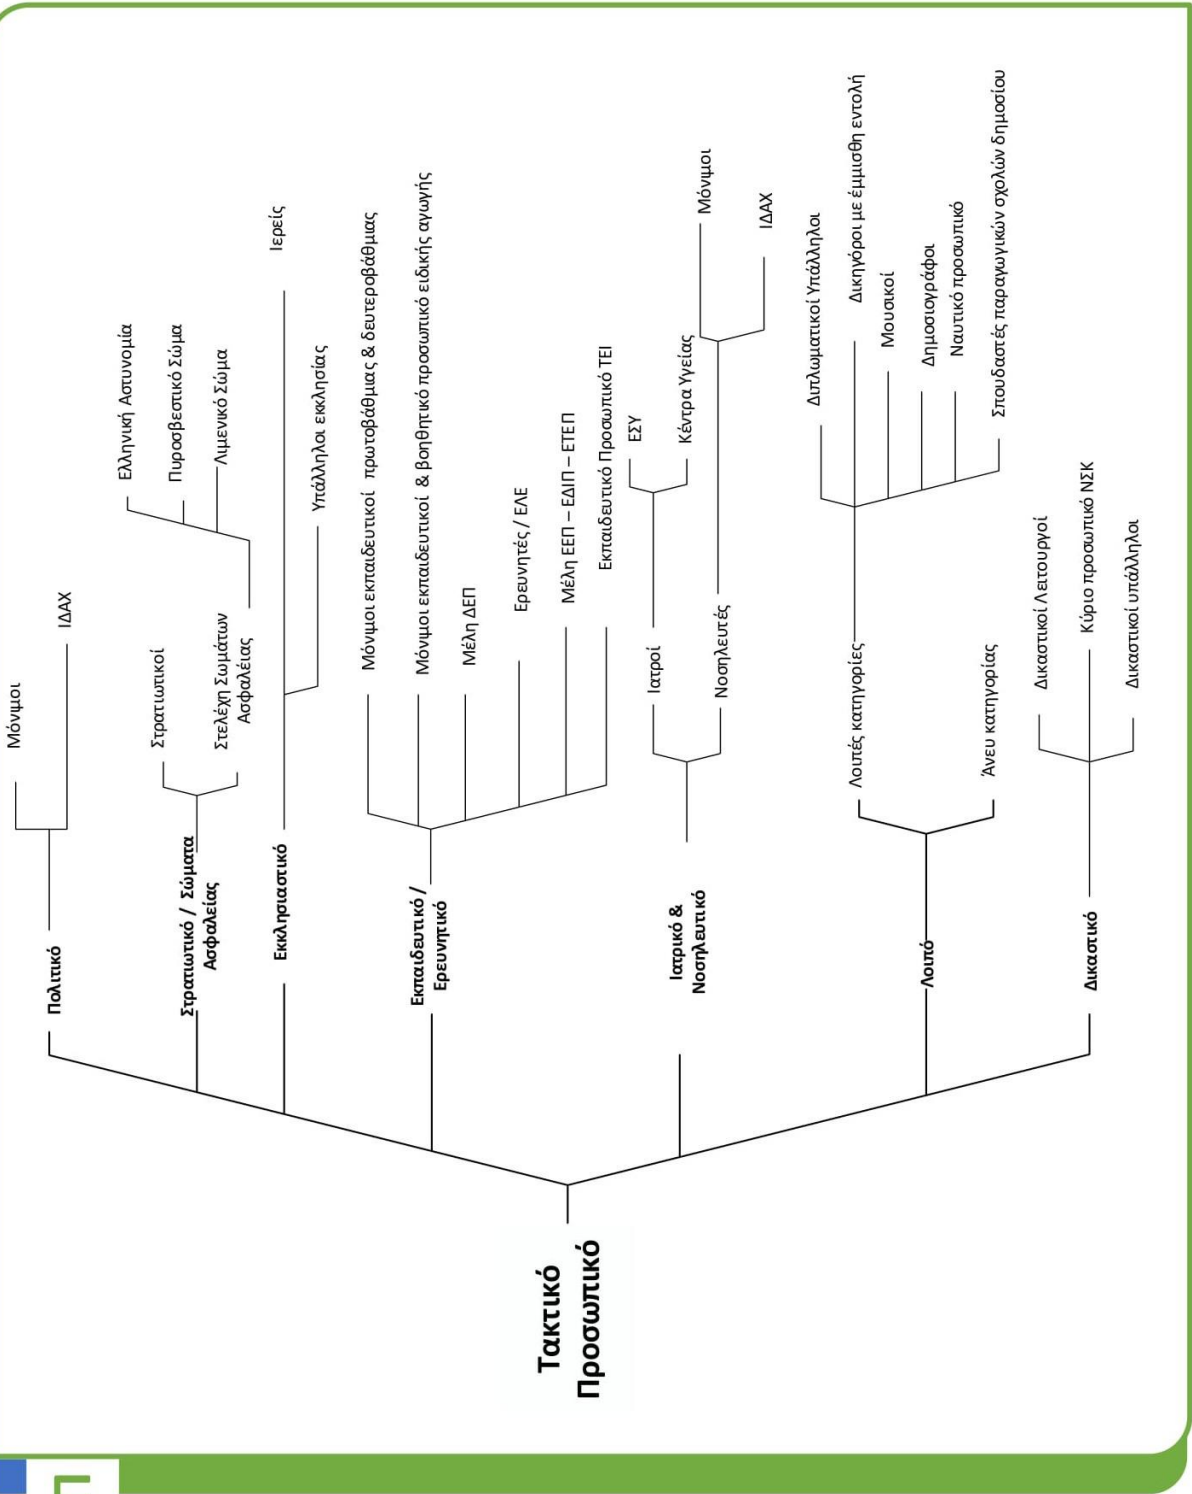 Τακτικό
Προσωπικό
Πολιτικό
Μόνιμοι
ΙΔΑΧ
Στρατιωτικό / Σώματα
Ασφαλείας
Στρατιωτικοί
Στελέχη Σωμάτων
Ασφαλείας
Ελληνική Αστυνομία
Πυροσβεστικό Σώμα
Λιμενικό Σώμα
Εκκλησιαστικό
Ιερείς
Υπάλληλοι εκκλησίας
Εκπαιδευτικό /
Ερευνητικό
Μόνιμοι εκπαιδευτικοί πρωτοβάθμιας & δευτεροβάθμιας
Μόνιμοι εκπαιδευτικοί & βοηθητικό προσωπικό ειδικής αγωγής
Μέλη ΔΕΠ
Ερευνητές / ΕΛΕ
Μέλη ΕΕΠ – ΕΔΙΠ – ΕΤΕΠ
Εκπαιδευτικό Προσωπικό ΤΕΙ
Ιατρικό &
Νοσηλευτικό
Ιατροί
ΕΣΥ
Κέντρα Υγείας
Νοσηλευτές
Μόνιμοι
ΙΔΑΧ
Λοιπό
Λοιπές κατηγορίες
Διπλωματικοί Υπάλληλοι
Δικηγόροι με έμμισθη εντολή
Μουσικοί
Δημοσιογράφοι
Ναυτικό προσωπικό
Σπουδαστές παραγωγικών σχολών δημοσίου
Άνευ κατηγορίας
Δικαστικό
Δικαστικοί Λειτουργοί
Κύριο προσωπικό ΝΣΚ
Δικαστικοί υπάλληλοι